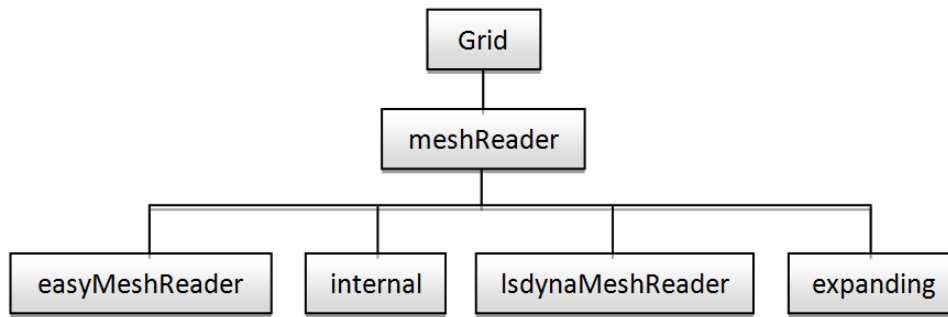 Grid
meshReader
easyMeshReader
internal
lsdynaMeshReader
expanding